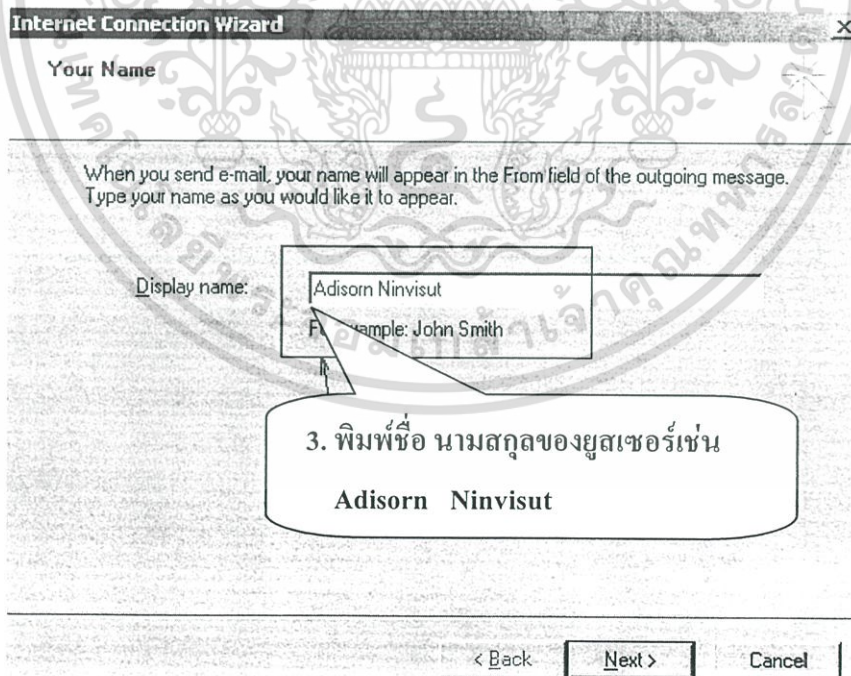 Internet Connection Wizard
Your Name
When you send e-mail, your name will appear in the From field of the outgoing message.
Type your name as you would like it to appear.
Display name:
Adisorn Ninvisut
example: John Smith
3. พิมพ์ชื่อ นามสกุลของยูสเซอร์เช่น
Adisorn Ninvisut
< Back
Next >
Cancel